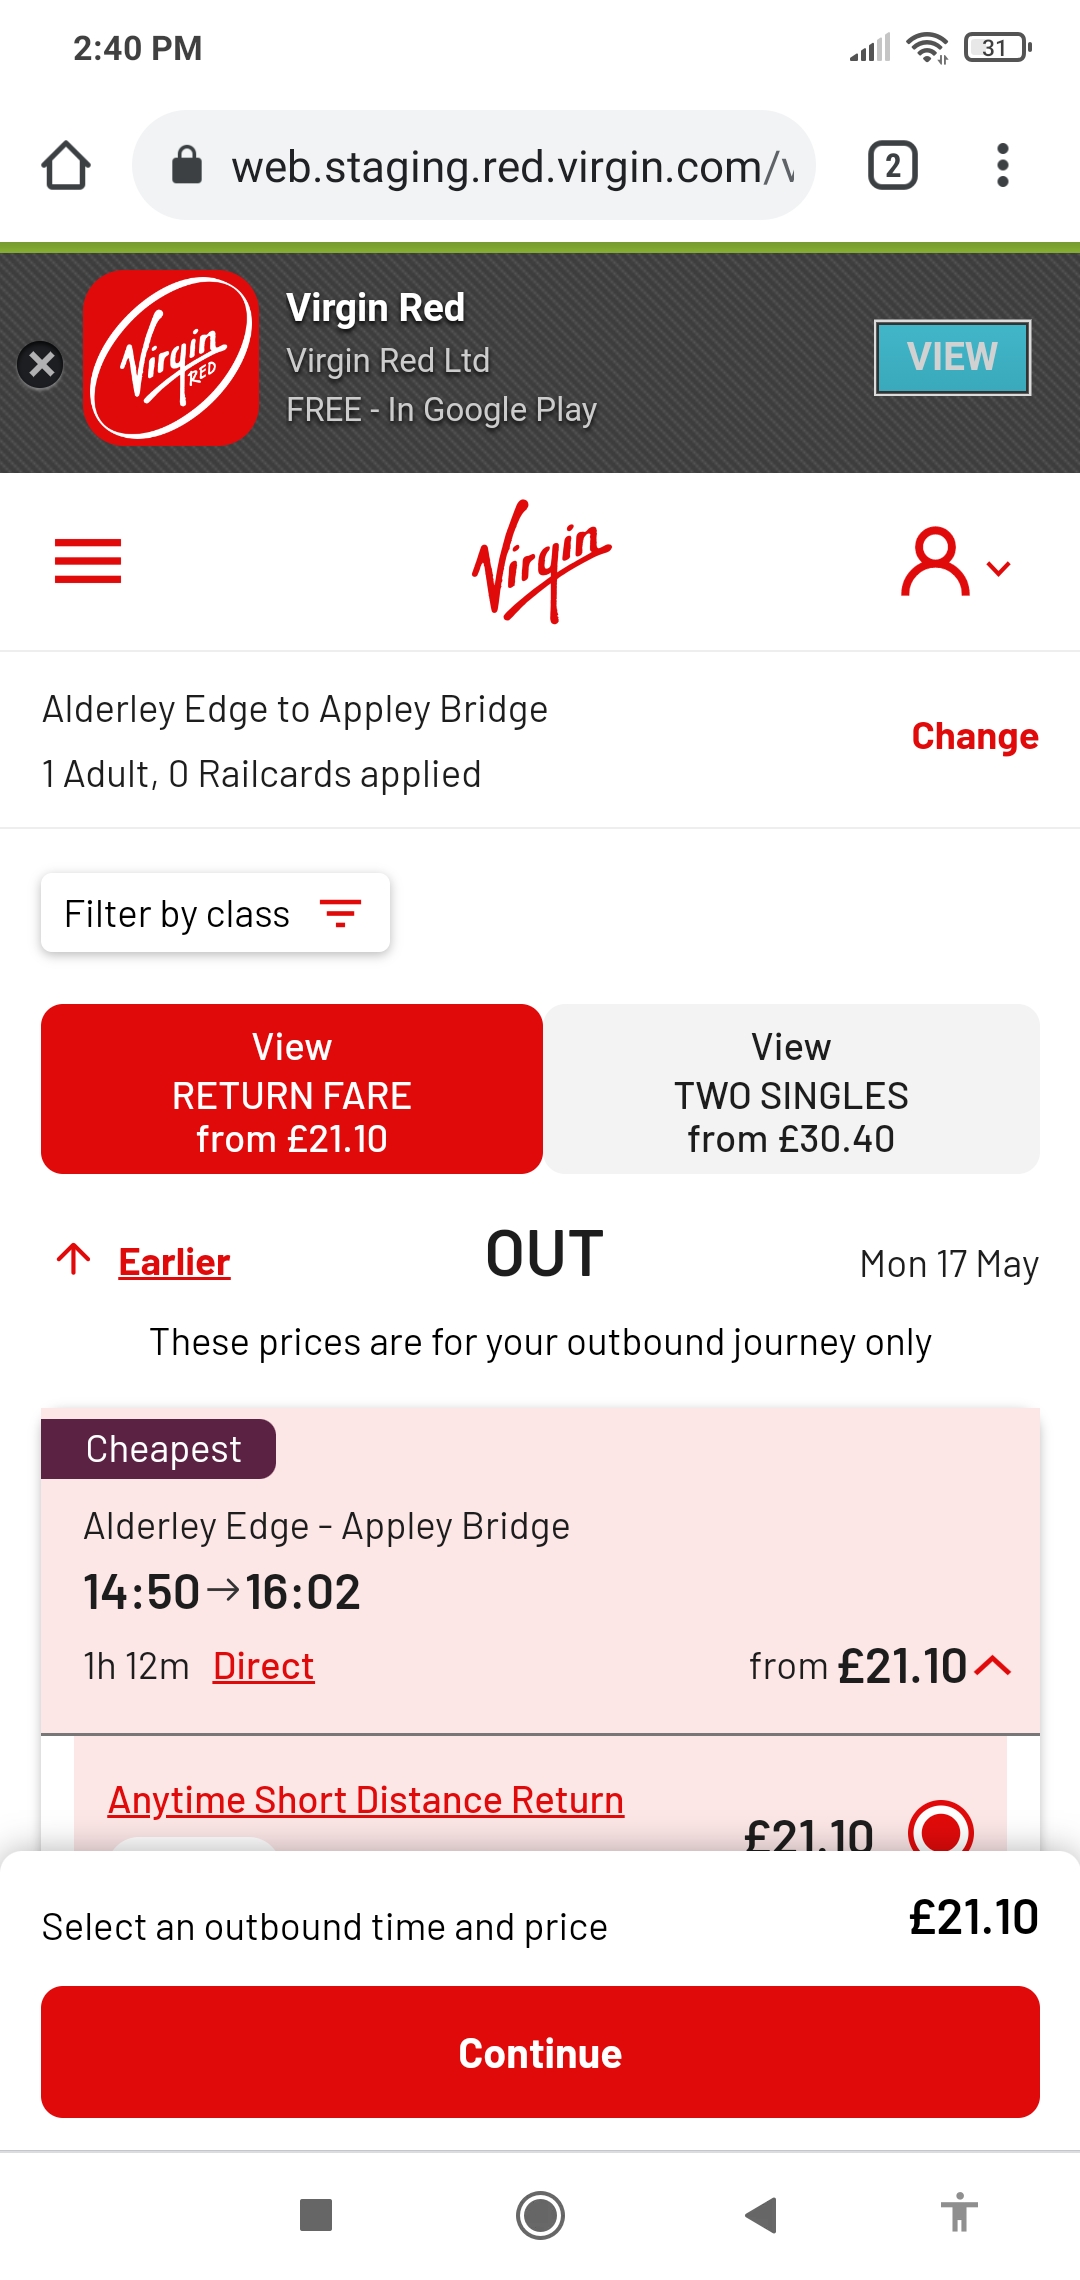 2:40 PM
31
web.staging.red.virgin.com/v
2
Virgin
RED
Virgin Red
Virgin Red Ltd
FREE - In Google Play
VIEW
Virgin
Alderley Edge to Appley Bridge
1 Adult, 0 Railcards applied
Change
Filter by class
View
RETURN FARE
from £21.10
View
TWO SINGLES
from £30.40
Earlier
OUT
Mon 17 May
These prices are for your outbound journey only
Cheapest
Alderley Edge - Appley Bridge
14:50→16:02
1h 12m Direct
from £21.10
Anytime Short Distance Return
£21.10
Select an outbound time and price
£21.10
Continue